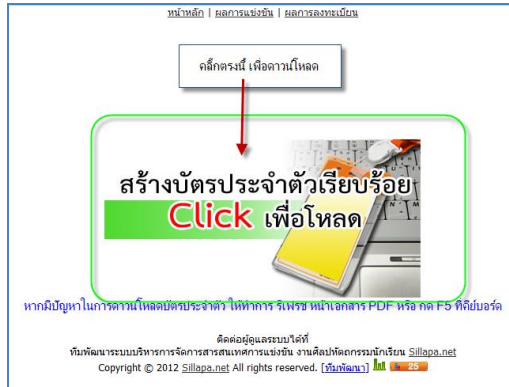 หน้าหลัก | ผลการแข่งขัน | ผลการลงทะเบียน
คลิ๊กตรงนี้ เพื่อดาวน์โหลด
สร้างบัตรประจำตัวเรียบร้อย
Click เพื่อโหลด
หากมีปัญหาในการดาวน์โหลดบัตรประจำตัว ให้ทำการ รีเฟรช หน้าเอกสาร PDF หรือ กด F5 ที่คีย์บอร์ด
ติดต่อผู้ดูแลระบบได้ที่
ทีมพัฒนาระบบบริหารการจัดการสารสนเทศการแข่งขัน งานศิลปหัตถกรรมนักเรียน Sillapa.net
Copyright © 2012 Sillapa.net All rights reserved. [ทีมพัฒนา] 25